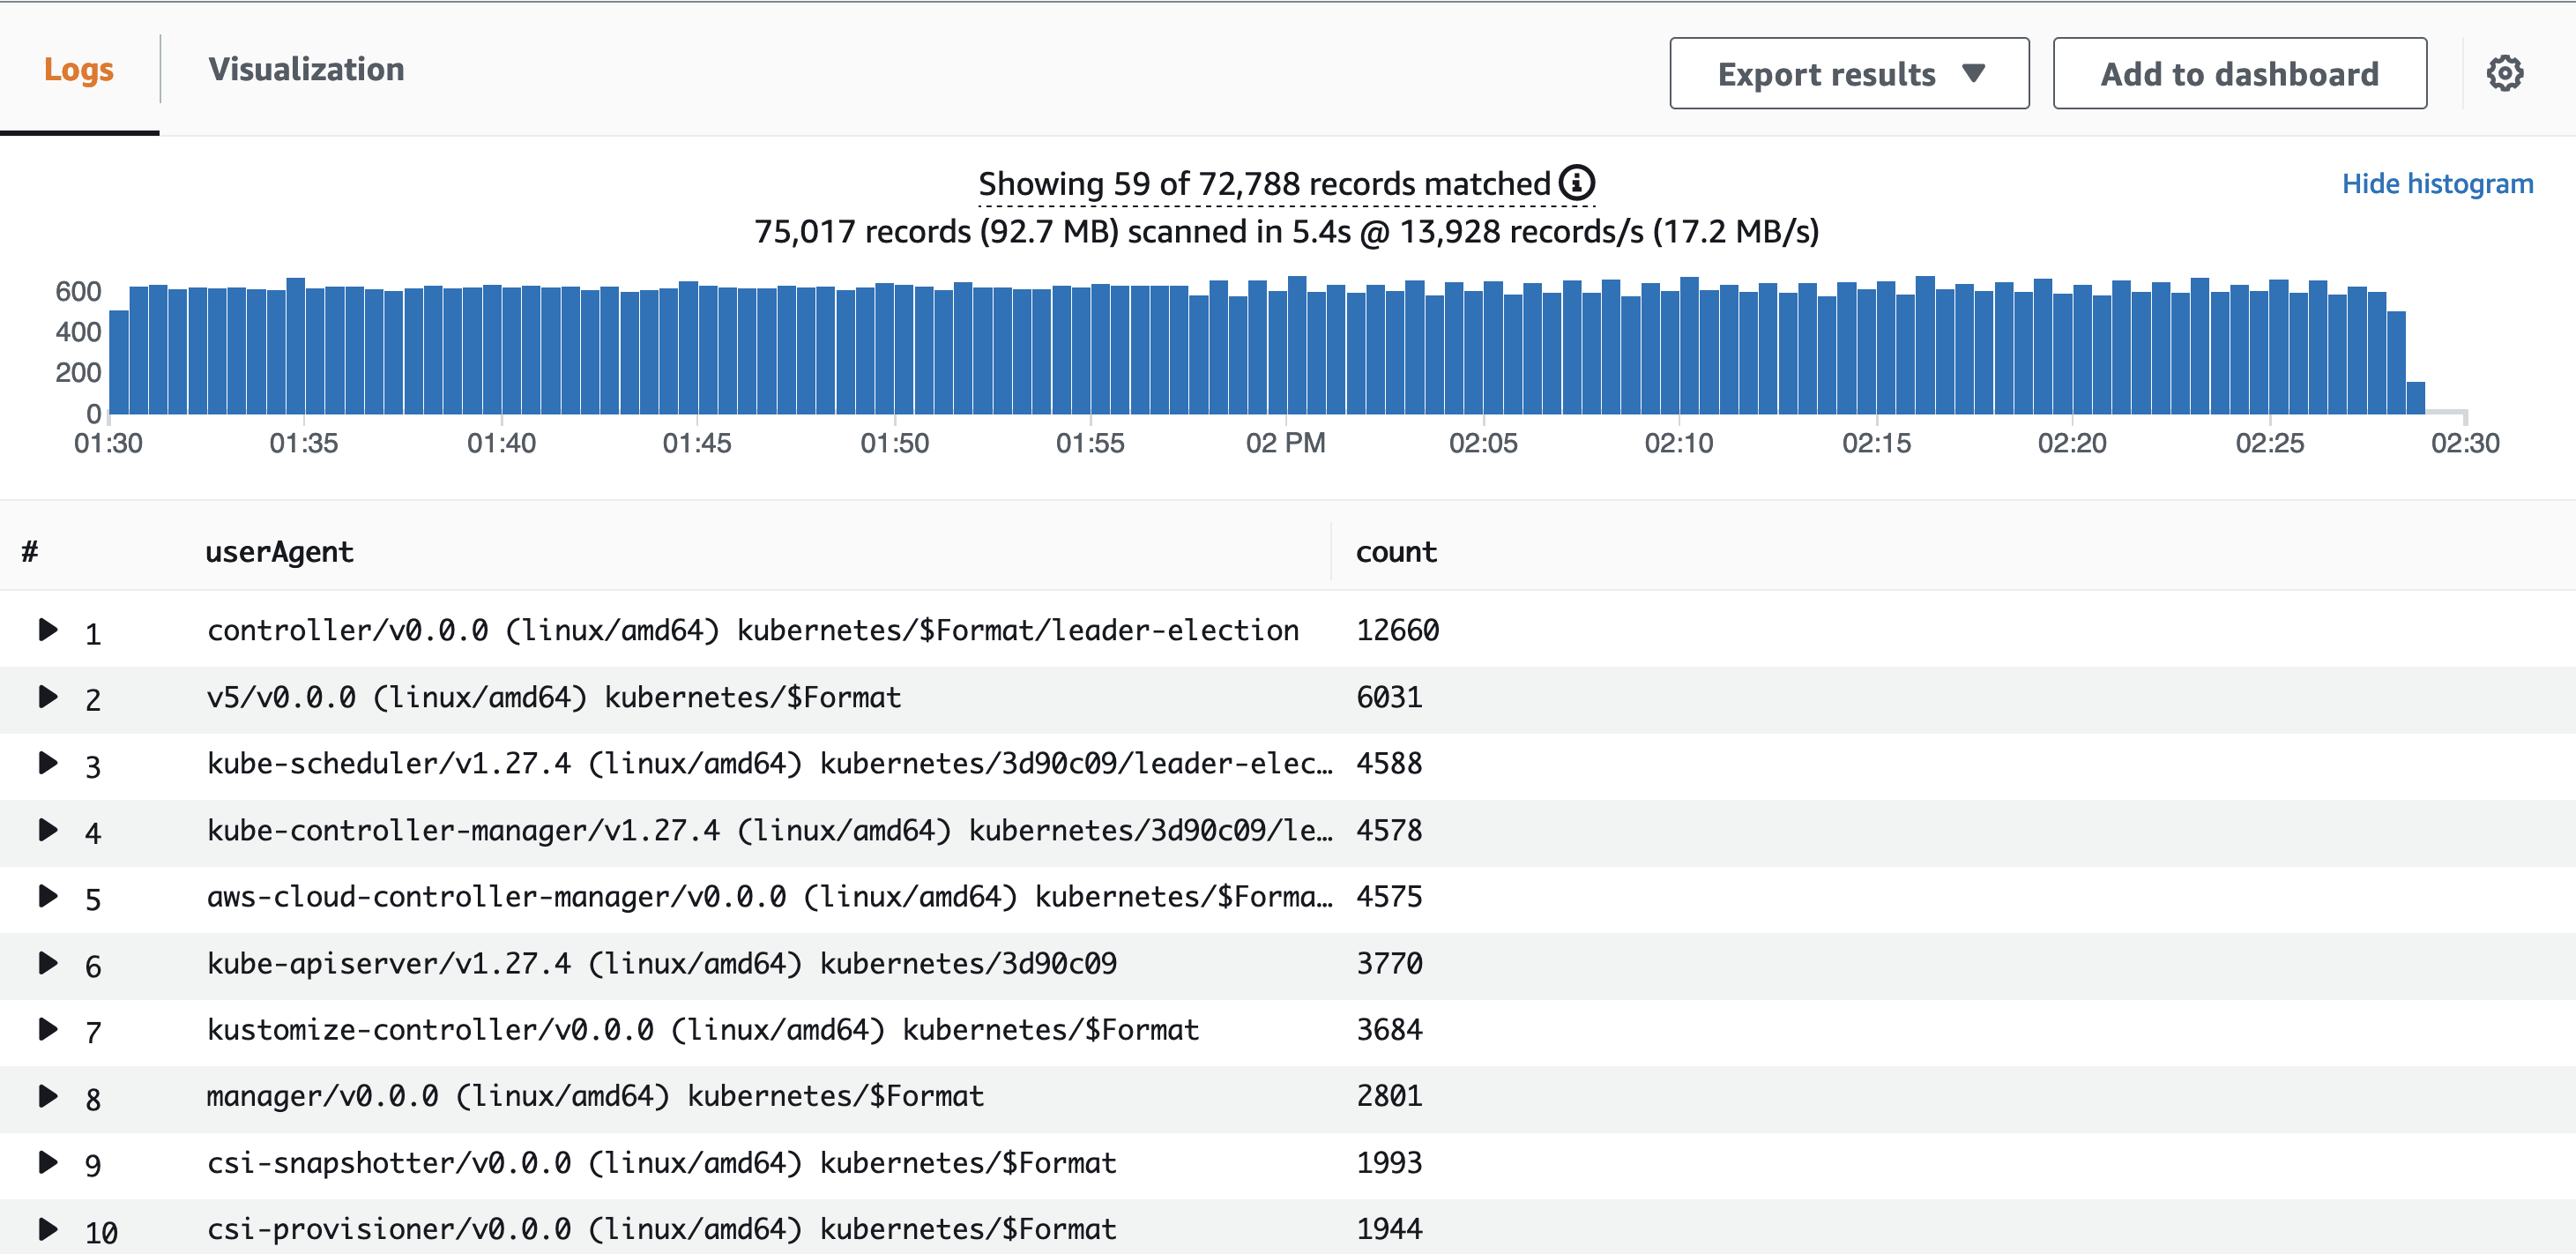 Logs Visualization Export results Add to dashboard
Showing 59 of 72,788 records matched
Hide histogram
75,017 records (92.7 MB) scanned in 5.4s @ 13,928 records/s (17.2 MB/s)
600
400
200
0
01:30 01:35 01:40 01:45 01:50 01:55 02 PM 02:05 02:10 02:15 02:20 02:25 02:30
# userAgent count
1 controller/v0.0.0 (linux/amd64) kubernetes/$Format/leader-election 12660
2 v5/v0.0.0 (linux/amd64) kubernetes/$Format 6031
3 kube-scheduler/v1.27.4 (linux/amd64) kubernetes/3d90c09/leader-elec… 4588
4 kube-controller-manager/v1.27.4 (linux/amd64) kubernetes/3d90c09/le… 4578
5 aws-cloud-controller-manager/v0.0.0 (linux/amd64) kubernetes/$Forma… 4575
6 kube-apiserver/v1.27.4 (linux/amd64) kubernetes/3d90c09 3770
7 kustomize-controller/v0.0.0 (linux/amd64) kubernetes/$Format 3684
8 manager/v0.0.0 (linux/amd64) kubernetes/$Format 2801
9 csi-snapshotter/v0.0.0 (linux/amd64) kubernetes/$Format 1993
10 csi-provisioner/v0.0.0 (linux/amd64) kubernetes/$Format 1944